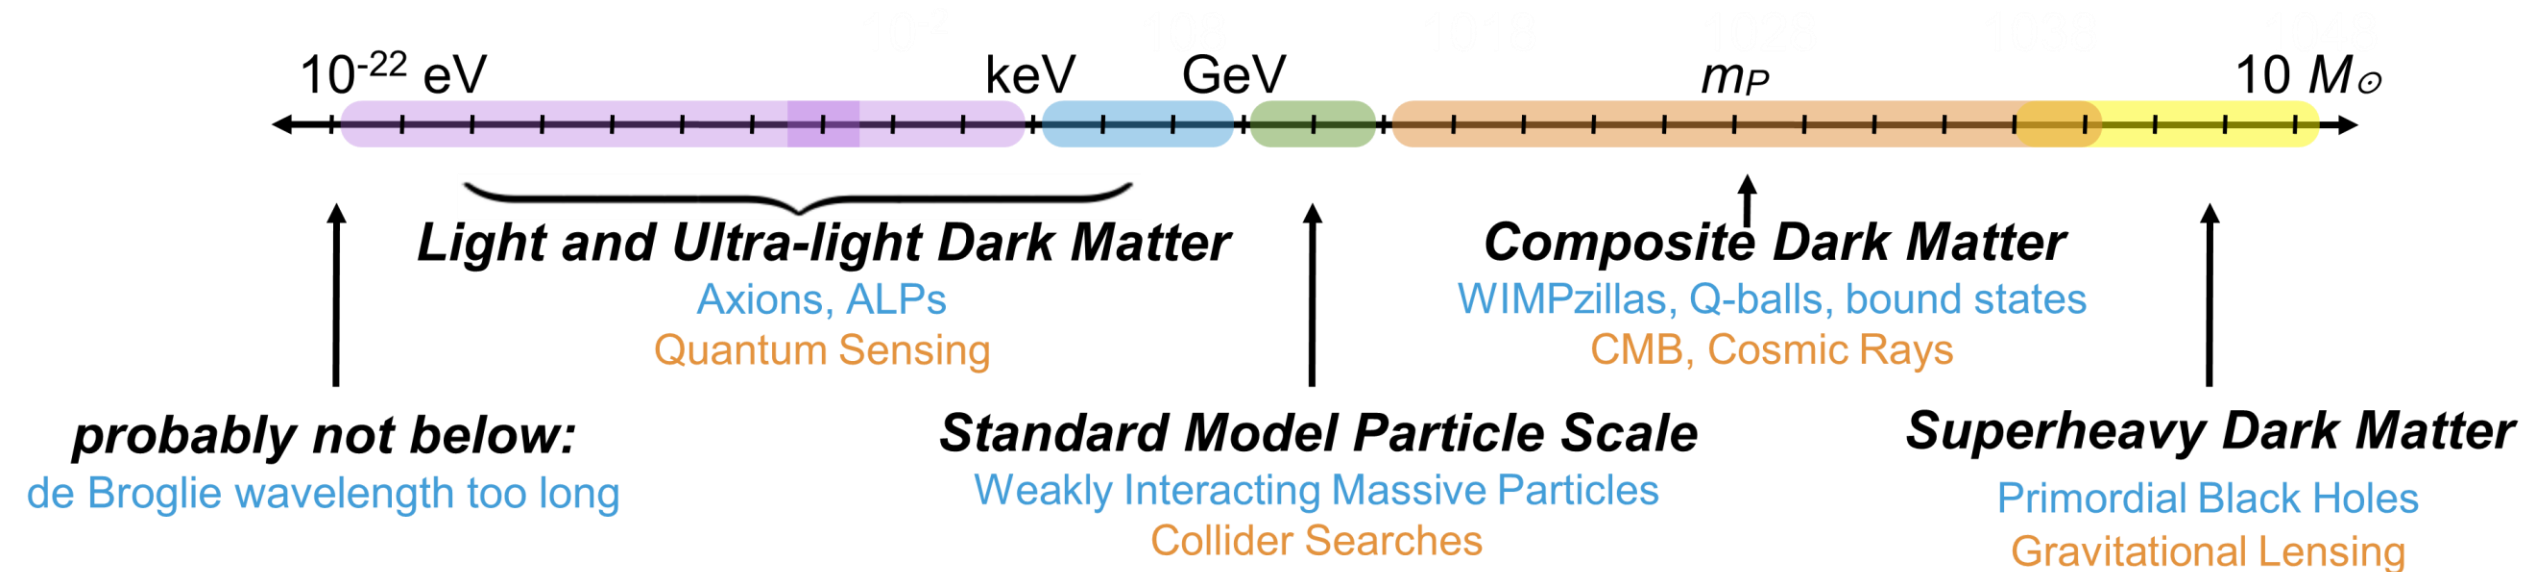 10⁻²² eV keV GeV mP 10 M☉
Light and Ultra-light Dark Matter
Axions, ALPs
Quantum Sensing
Composite Dark Matter
WIMPzillas, Q-balls, bound states
CMB, Cosmic Rays
probably not below:
de Broglie wavelength too long
Standard Model Particle Scale
Weakly Interacting Massive Particles
Collider Searches
Superheavy Dark Matter
Primordial Black Holes
Gravitational Lensing